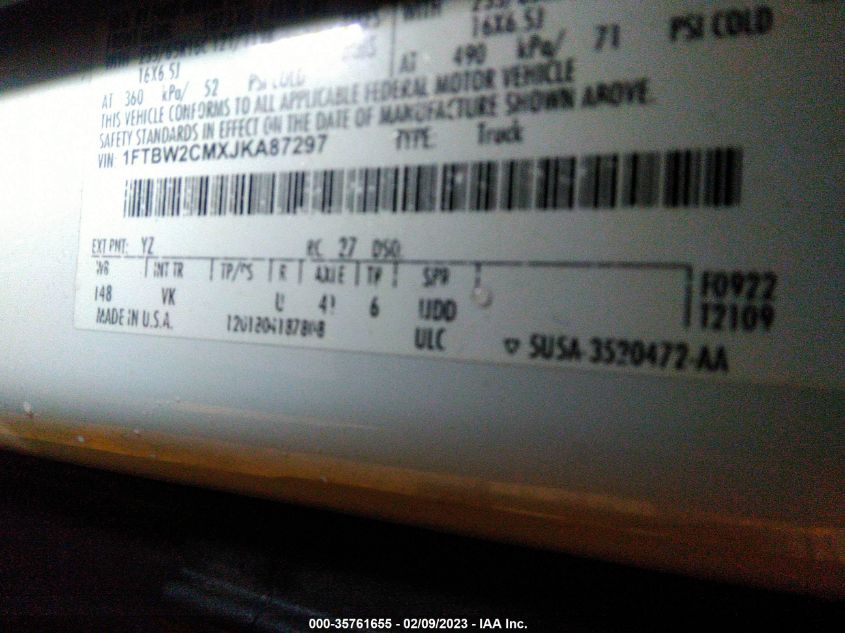 WITH
16X6.5J
16X6.5J
AT 490 kPa/ 71 PSI COLD
AT 360 kPa/ 52 PSI COLD
THIS VEHICLE CONFORMS TO ALL APPLICABLE FEDERAL MOTOR VEHICLE
SAFETY STANDARDS IN EFFECT ON THE DATE OF MANUFACTURE SHOWN ABOVE.
VIN: 1FTBW2CMXJKA87297 TYPE: Truck
EXT PNT: YZ RC 27 DSO
WB INT TR TP/PS R AXLE TR SPR
148 VK U 6 UDD
F0922
T2109
MADE IN U.S.A. ULC
5U5A-3520472-AA
000-35761655 - 02/09/2023 - IAA Inc.